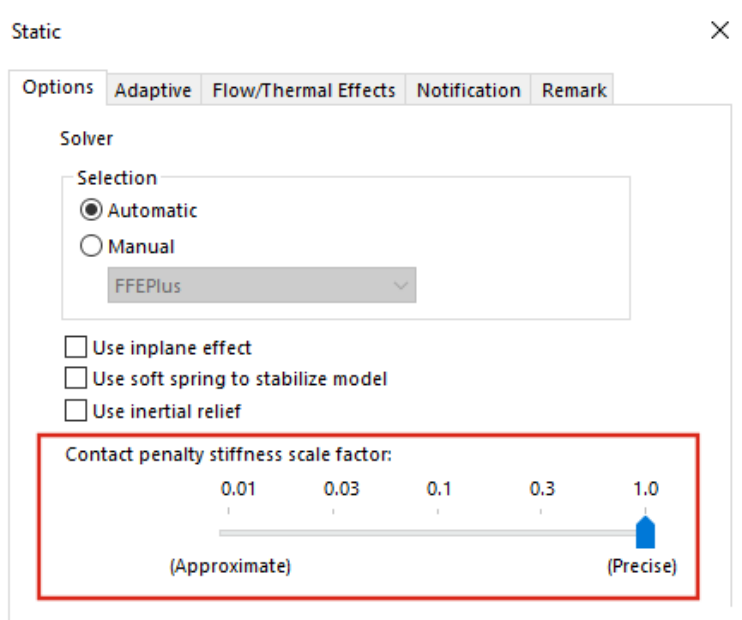 Static
Options Adaptive Flow/Thermal Effects Notification Remark
Solver
Selection
Automatic
Manual
FFEPlus
Use inplane effect
Use soft spring to stabilize model
Use inertial relief
Contact penalty stiffness scale factor:
0.01 0.03 0.1 0.3 1.0
(Approximate) (Precise)